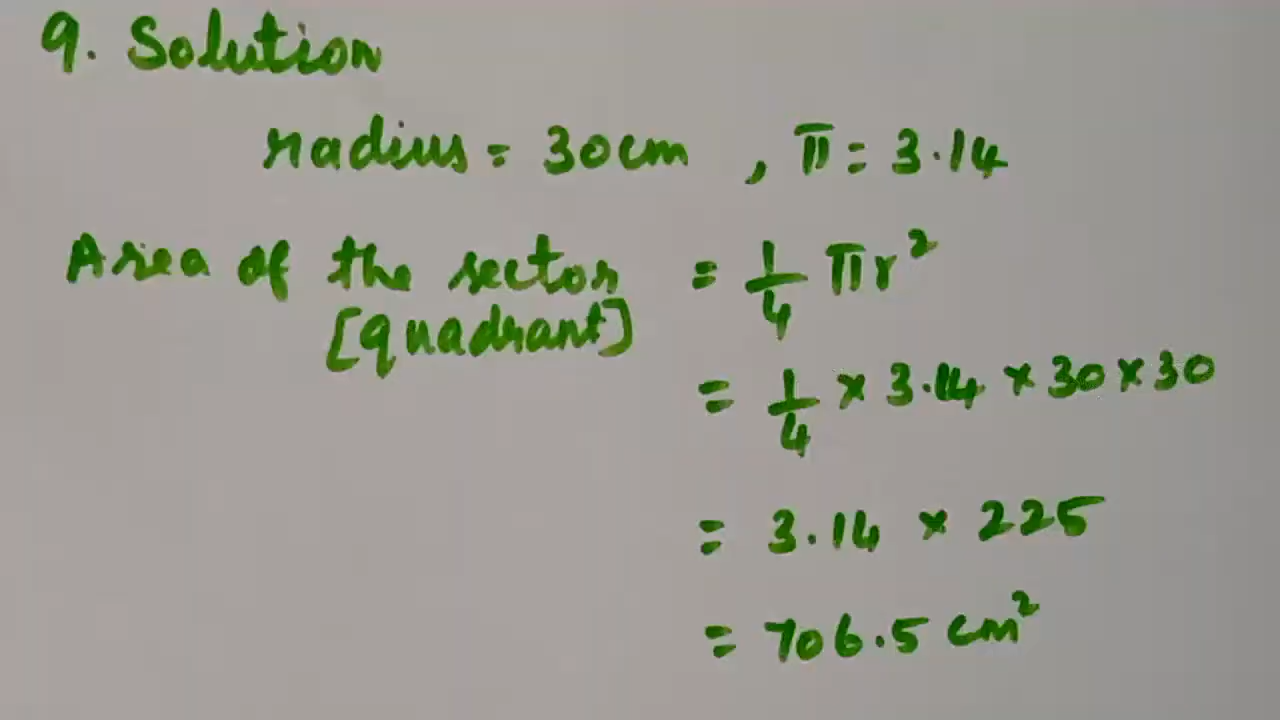 9. Solution
radius = 30cm , π = 3.14
Area of the sector = 1/4 πr²
[quadrant]
= 1/4 × 3.14 × 30 × 30
= 3.14 × 225
= 706.5 cm²